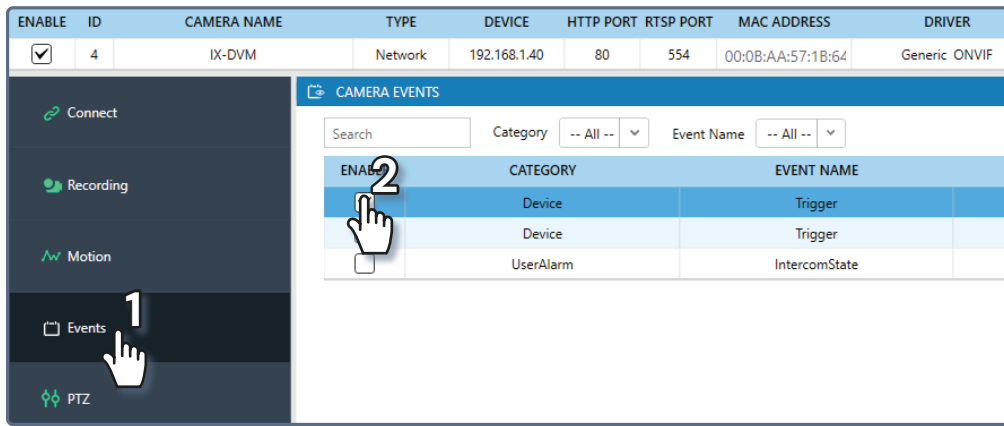 ENABLE ID CAMERA NAME TYPE DEVICE HTTP PORT RTSP PORT MAC ADDRESS DRIVER
4 IX-DVM Network 192.168.1.40 80 554 00:0B:AA:57:1B:64 Generic ONVIF
CAMERA EVENTS
Connect
Search Category -- All -- Event Name -- All --
CATEGORY EVENT NAME
2
Recording
Device Trigger
Device Trigger
Motion
UserAlarm IntercomState
1
Events
PTZ